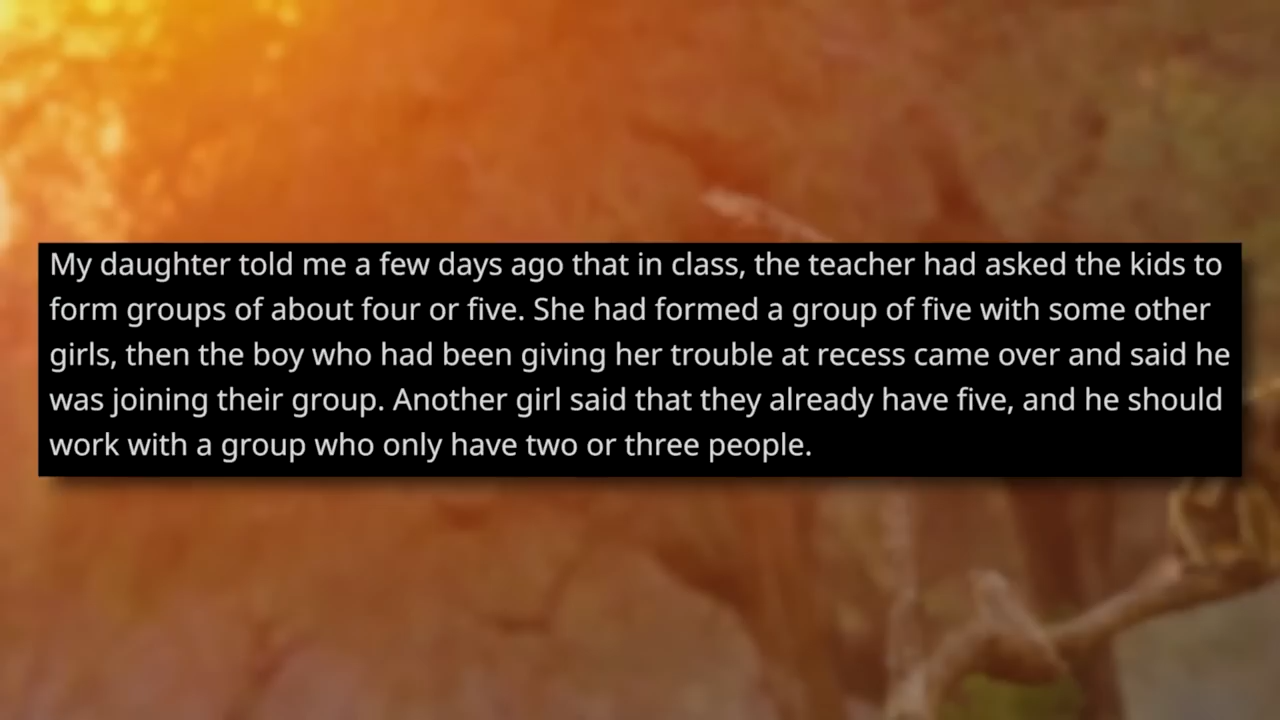 My daughter told me a few days ago that in class, the teacher had asked the kids to
form groups of about four or five. She had formed a group of five with some other
girls, then the boy who had been giving her trouble at recess came over and said he
was joining their group. Another girl said that they already have five, and he should
work with a group who only have two or three people.